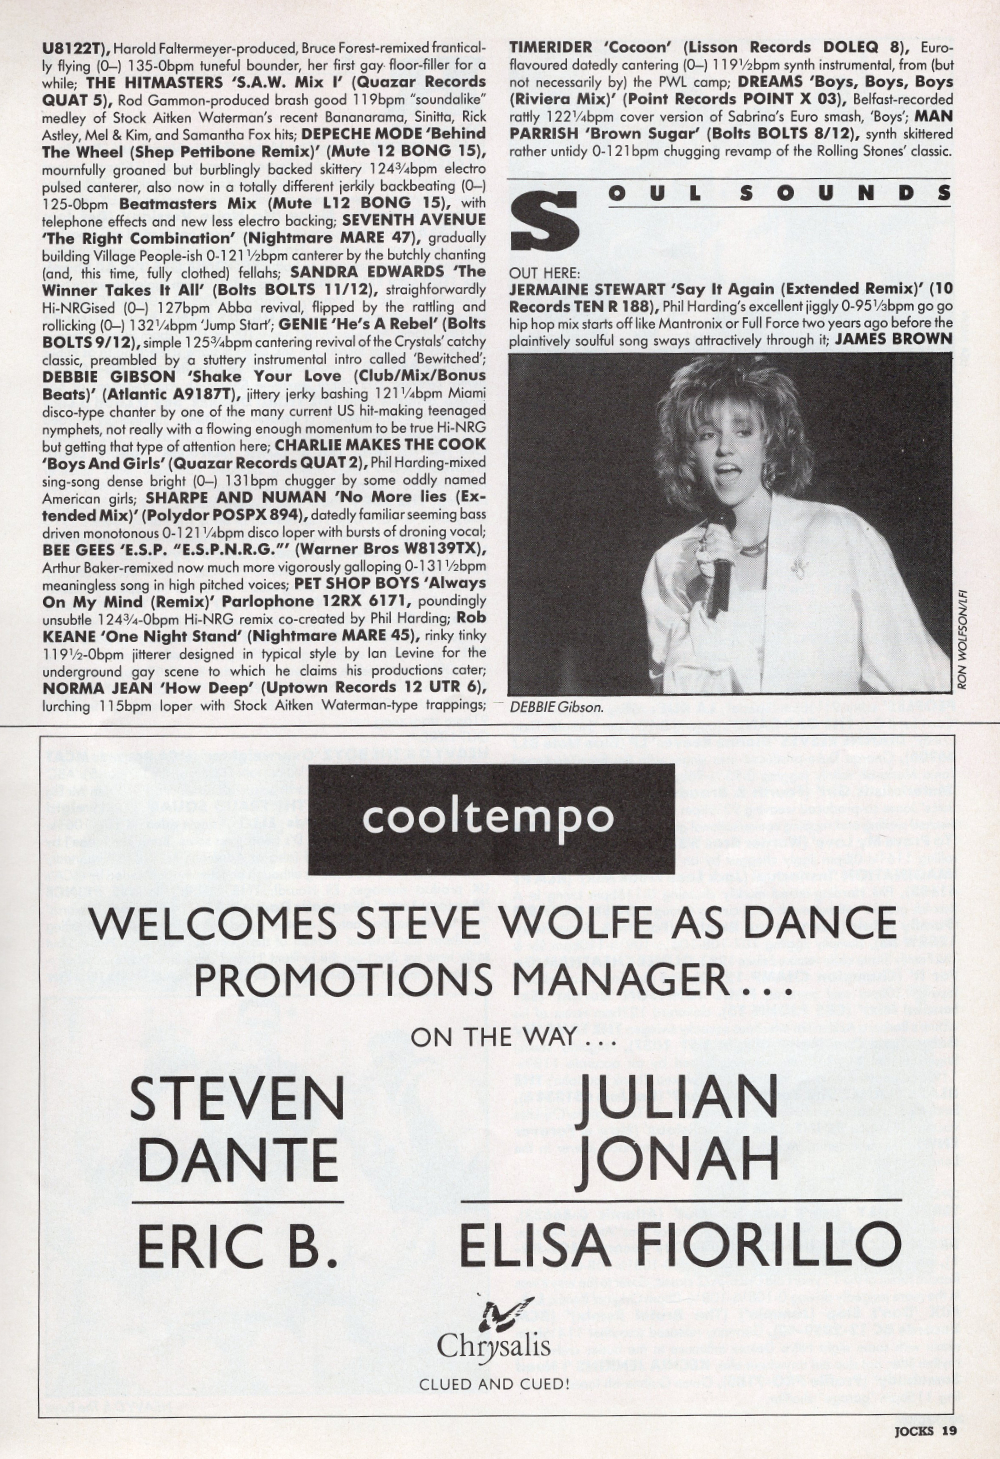 U8122T), Harold Faltermeyer-produced, Bruce Forest-remixed frantical-
ly flying (0–) 135-0bpm tuneful bounder, her first gay floor-filler for a
while; THE HITMASTERS ‘S.A.W. Mix I’ (Quazar Records
QUAT 5), Rod Gammon-produced brash good 119bpm “soundalike”
medley of Stock Aitken Waterman’s recent Bananarama, Sinitta, Rick
Astley, Mel & Kim, and Samantha Fox hits; DEPECHE MODE ‘Behind
The Wheel (Shep Pettibone Remix)’ (Mute 12 BONG 15),
mournfully groaned but burblingly backed skittery 124¾bpm electro
pulsed canterer, also now in a totally different jerkily backbeating (0–)
125-0bpm Beatmasters Mix (Mute L12 BONG 15), with
telephone effects and new less electro backing; SEVENTH AVENUE
‘The Right Combination’ (Nightmare MARE 47), gradually
building Village People-ish 0-121½bpm canterer by the butchly chanting
(and, this time, fully clothed) fellahs; SANDRA EDWARDS ‘The
Winner Takes It All’ (Bolts BOLTS 11/12), straighforwardly
Hi-NRGised (0–) 127bpm Abba revival, flipped by the rattling and
rollicking (0–) 132¼bpm ‘Jump Start’; GENIE ‘He’s A Rebel’ (Bolts
BOLTS 9/12), simple 125¾bpm cantering revival of the Crystals’ catchy
classic, preambled by a stuttery instrumental intro called ‘Bewitched’;
DEBBIE GIBSON ‘Shake Your Love (Club/Mix/Bonus
Beats)’ (Atlantic A9187T), jittery jerky bashing 121¼bpm Miami
disco-type chanter by one of the many current US hit-making teenaged
nymphets, not really with a flowing enough momentum to be true Hi-NRG
but getting that type of attention here; CHARLIE MAKES THE COOK
‘Boys And Girls’ (Quazar Records QUAT 2), Phil Harding-mixed
sing-song dense bright (0–) 131bpm chugger by some oddly named
American girls; SHARPE AND NUMAN ‘No More lies (Ex-
tended Mix)’ (Polydor POSPX 894), datedly familiar seeming bass
driven monotonous 0-121¼bpm disco loper with bursts of droning vocal;
BEE GEES ‘E.S.P. “E.S.P.N.R.G.”’ (Warner Bros W8139TX),
Arthur Baker-remixed now much more vigorously galloping 0-131½bpm
meaningless song in high pitched voices; PET SHOP BOYS ‘Always
On My Mind (Remix)’ Parlophone 12RX 6171, poundingly
unsubtle 124¾-0bpm Hi-NRG remix co-created by Phil Harding; Rob
KEANE ‘One Night Stand’ (Nightmare MARE 45), rinky tinky
119½-0bpm jitterer designed in typical style by Ian Levine for the
underground gay scene to which he claims his productions cater;
NORMA JEAN ‘How Deep’ (Uptown Records 12 UTR 6),
lurching 115bpm loper with Stock Aitken Waterman-type trappings;
TIMERIDER ‘Cocoon’ (Lisson Records DOLEQ 8), Euro-
flavoured datedly cantering (0–) 119½bpm synth instrumental, from (but
not necessarily by) the PWL camp; DREAMS ‘Boys, Boys, Boys
(Riviera Mix)’ (Point Records POINT X 03), Belfast-recorded
rattly 122¼bpm cover version of Sabrina’s Euro smash, ‘Boys’; MAN
PARRISH ‘Brown Sugar’ (Bolts BOLTS 8/12), synth skittered
rather untidy 0-121bpm chugging revamp of the Rolling Stones’ classic.
SOUL SOUNDS
OUT HERE:
JERMAINE STEWART ‘Say It Again (Extended Remix)’ (10
Records TEN R 188), Phil Harding’s excellent jiggly 0-95⅓bpm go go
hip hop mix starts off like Mantronix or Full Force two years ago before the
plaintively soulful song sways attractively through it; JAMES BROWN
RON WOLFSON/LFI
DEBBIE Gibson.
cooltempo
WELCOMES STEVE WOLFE AS DANCE
PROMOTIONS MANAGER...
ON THE WAY...
STEVEN
DANTE
ERIC B.
JULIAN
JONAH
ELISA FIORILLO
Chrysalis
CLUED AND CUED!
JOCKS 19